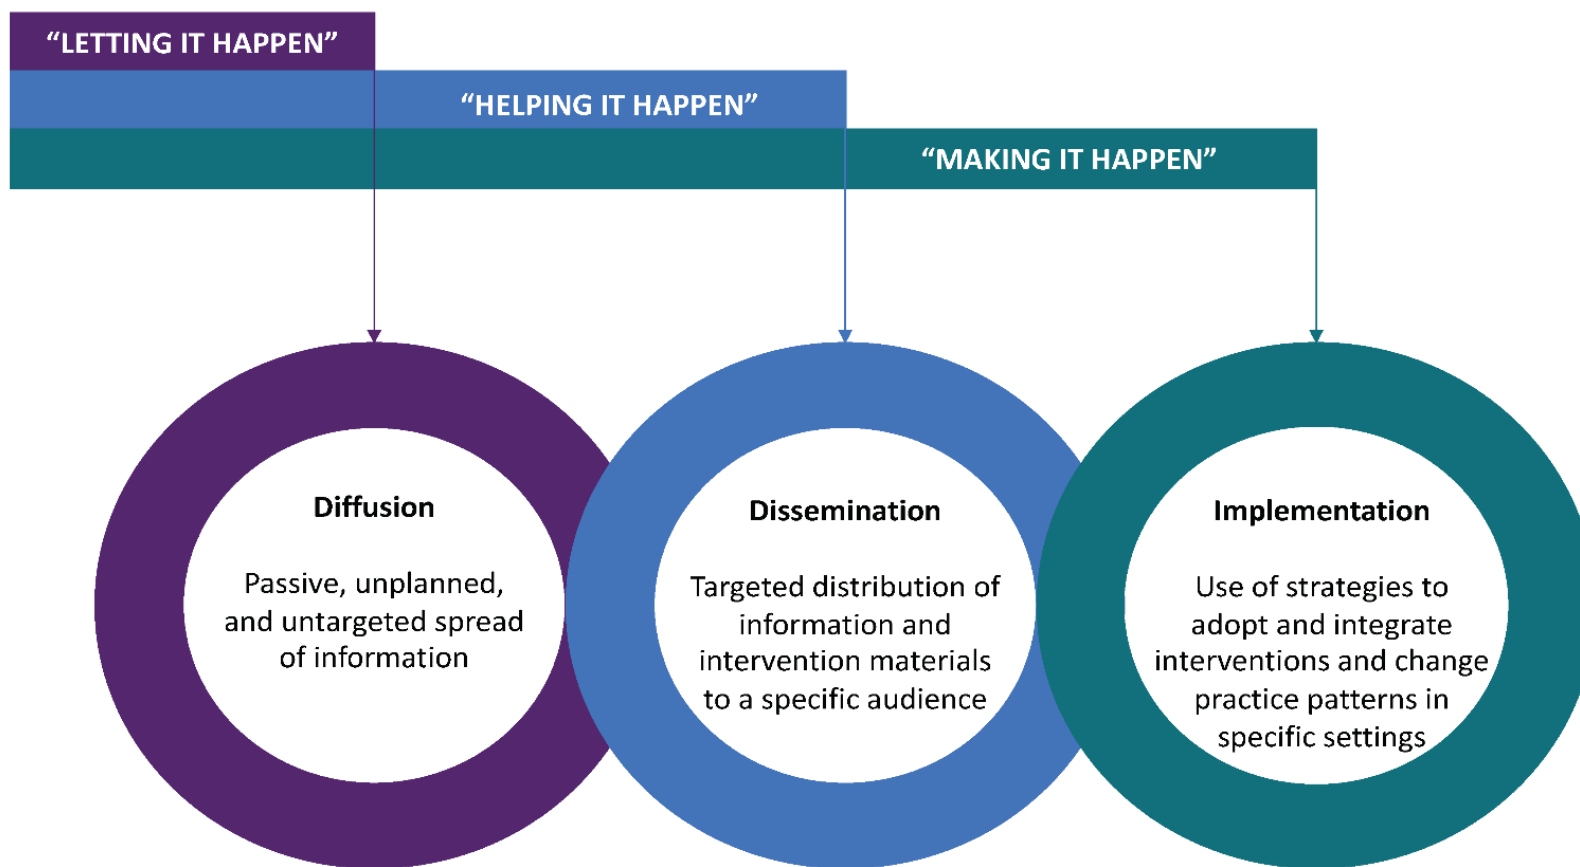 “LETTING IT HAPPEN”
“HELPING IT HAPPEN”
“MAKING IT HAPPEN”
Diffusion
Passive, unplanned,
and untargeted spread
of information
Dissemination
Targeted distribution of
information and
intervention materials
to a specific audience
Implementation
Use of strategies to
adopt and integrate
interventions and change
practice patterns in
specific settings